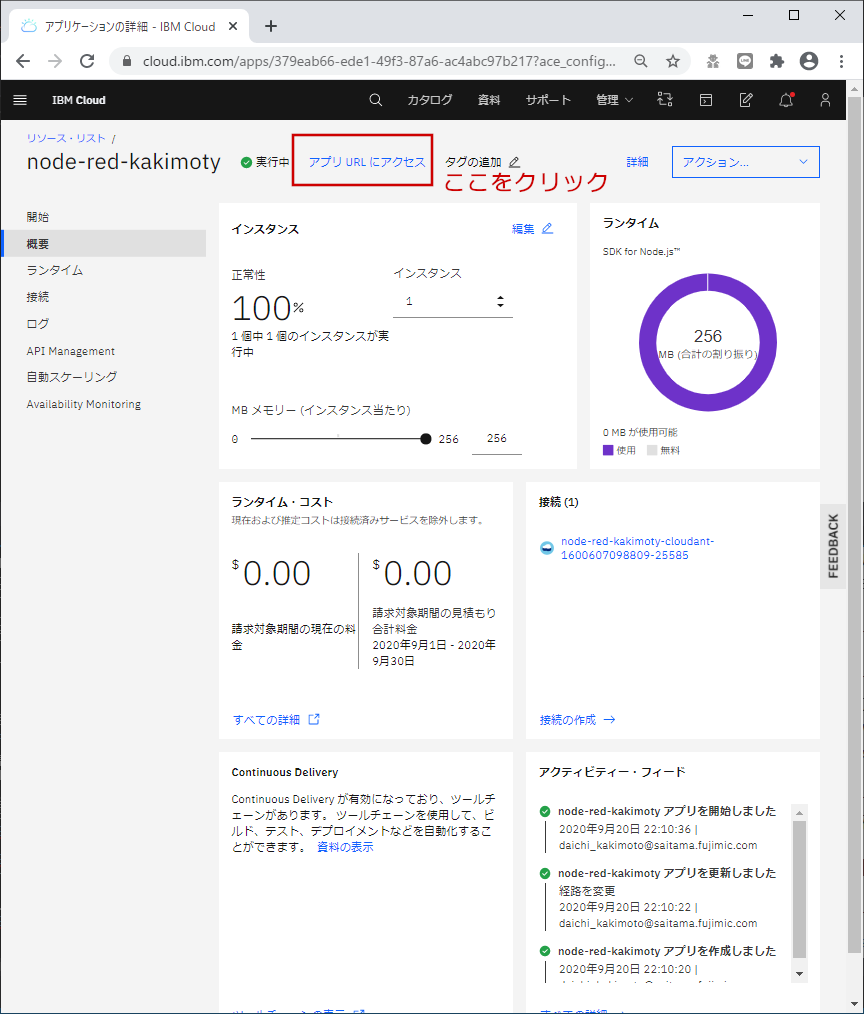 アプリケーションの詳細 - IBM Cloud
cloud.ibm.com/apps/379eab66-ede1-49f3-87a6-ac4abc97b217?ace_config...
IBM Cloud
カタログ
資料
サポート
管理
リソース・リスト /
node-red-kakimoty
実行中
アプリ URL にアクセス
タグの追加
詳細
アクション...
ここをクリック
開始
概要
ランタイム
接続
ログ
API Management
自動スケーリング
Availability Monitoring
インスタンス
編集
正常性
100%
1 個中 1 個のインスタンスが実
行中
インスタンス
1
MB メモリー (インスタンス当たり)
0
256
256
ランタイム
SDK for Node.js™
256
MB (合計の割り振り)
0 MB が使用可能
使用
無料
ランタイム・コスト
現在および推定コストは接続済みサービスを除外します。
$0.00
請求対象期間の現在の料
金
$0.00
請求対象期間の見積もり
合計料金
2020年9月1日 - 2020年
9月30日
すべての詳細
接続 (1)
node-red-kakimoty-cloudant-
1600607098809-25585
接続の作成
FEEDBACK
Continuous Delivery
Continuous Delivery が有効になっており、ツールチ
ェーンがあります。 ツールチェーンを使用して、ビ
ルド、テスト、デプロイメントなどを自動化するこ
とができます。 資料の表示
ツールチェーンの表示
アクティビティー・フィード
node-red-kakimoty アプリを開始しました
2020年9月20日 22:10:36 |
daichi_kakimoto@saitama.fujimic.com
node-red-kakimoty アプリを更新しました
経路を変更
2020年9月20日 22:10:22 |
daichi_kakimoto@saitama.fujimic.com
node-red-kakimoty アプリを作成しました
2020年9月20日 22:10:20 |
daichi_kakimoto@saitama.fujimic.com
すべての詳細